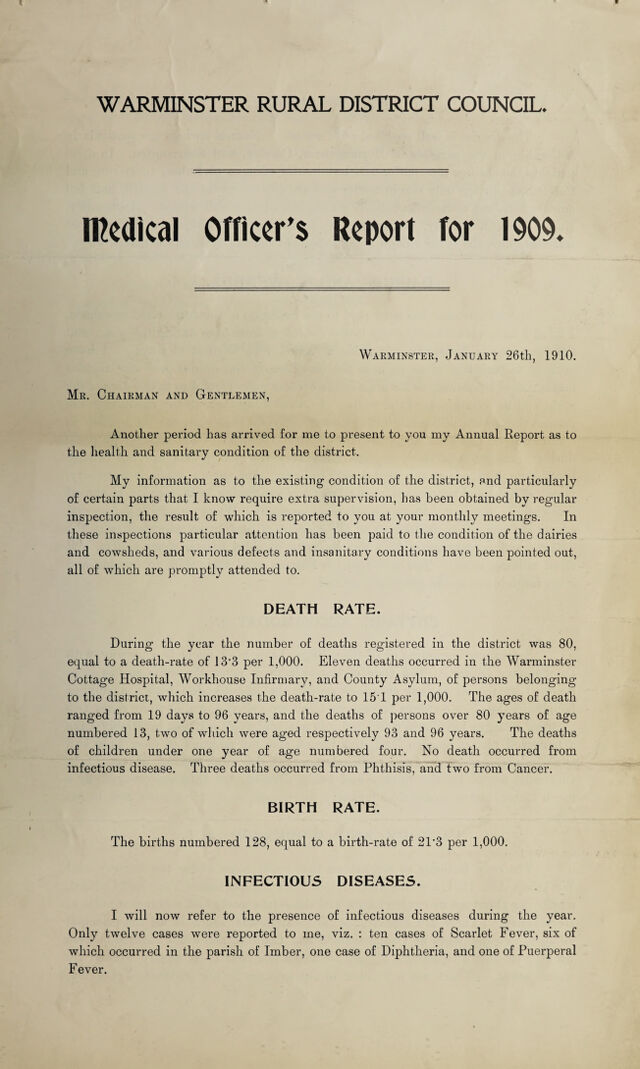 WARMINSTER RURAL DISTRICT COUNCIL.
Medical Officer's Report for 1909.
Warminster, January 26th, 1910.
Mr. Chairman and Gentlemen,
Another period has arrived for me to present to you my Annual Report as to
the health and sanitary condition of the district.
My information as to the existing condition of the district, and particularly
of certain parts that I know require extra supervision, has been obtained by regular
inspection, the result of which is reported to you at your monthly meetings. In
these inspections particular attention has been paid to the condition of the dairies
and cowsheds, and various defects and insanitary conditions have been pointed out,
all of which are promptly attended to.
DEATH RATE.
During the year the number of deaths registered in the district was 80,
equal to a death-rate of 13·3 per 1,000. Eleven deaths occurred in the Warminster
Cottage Hospital, Workhouse Infirmary, and County Asylum, of persons belonging
to the district, which increases the death-rate to 15·1 per 1,000. The ages of death
ranged from 19 days to 96 years, and the deaths of persons over 80 years of age
numbered 13, two of which were aged respectively 93 and 96 years. The deaths
of children under one year of age numbered four. No death occurred from
infectious disease. Three deaths occurred from Phthisis, and two from Cancer.
BIRTH RATE.
The births numbered 128, equal to a birth-rate of 21·3 per 1,000.
INFECTIOUS DISEASES.
I will now refer to the presence of infectious diseases during the year.
Only twelve cases were reported to me, viz. : ten cases of Scarlet Fever, six of
which occurred in the parish of Imber, one case of Diphtheria, and one of Puerperal
Fever.